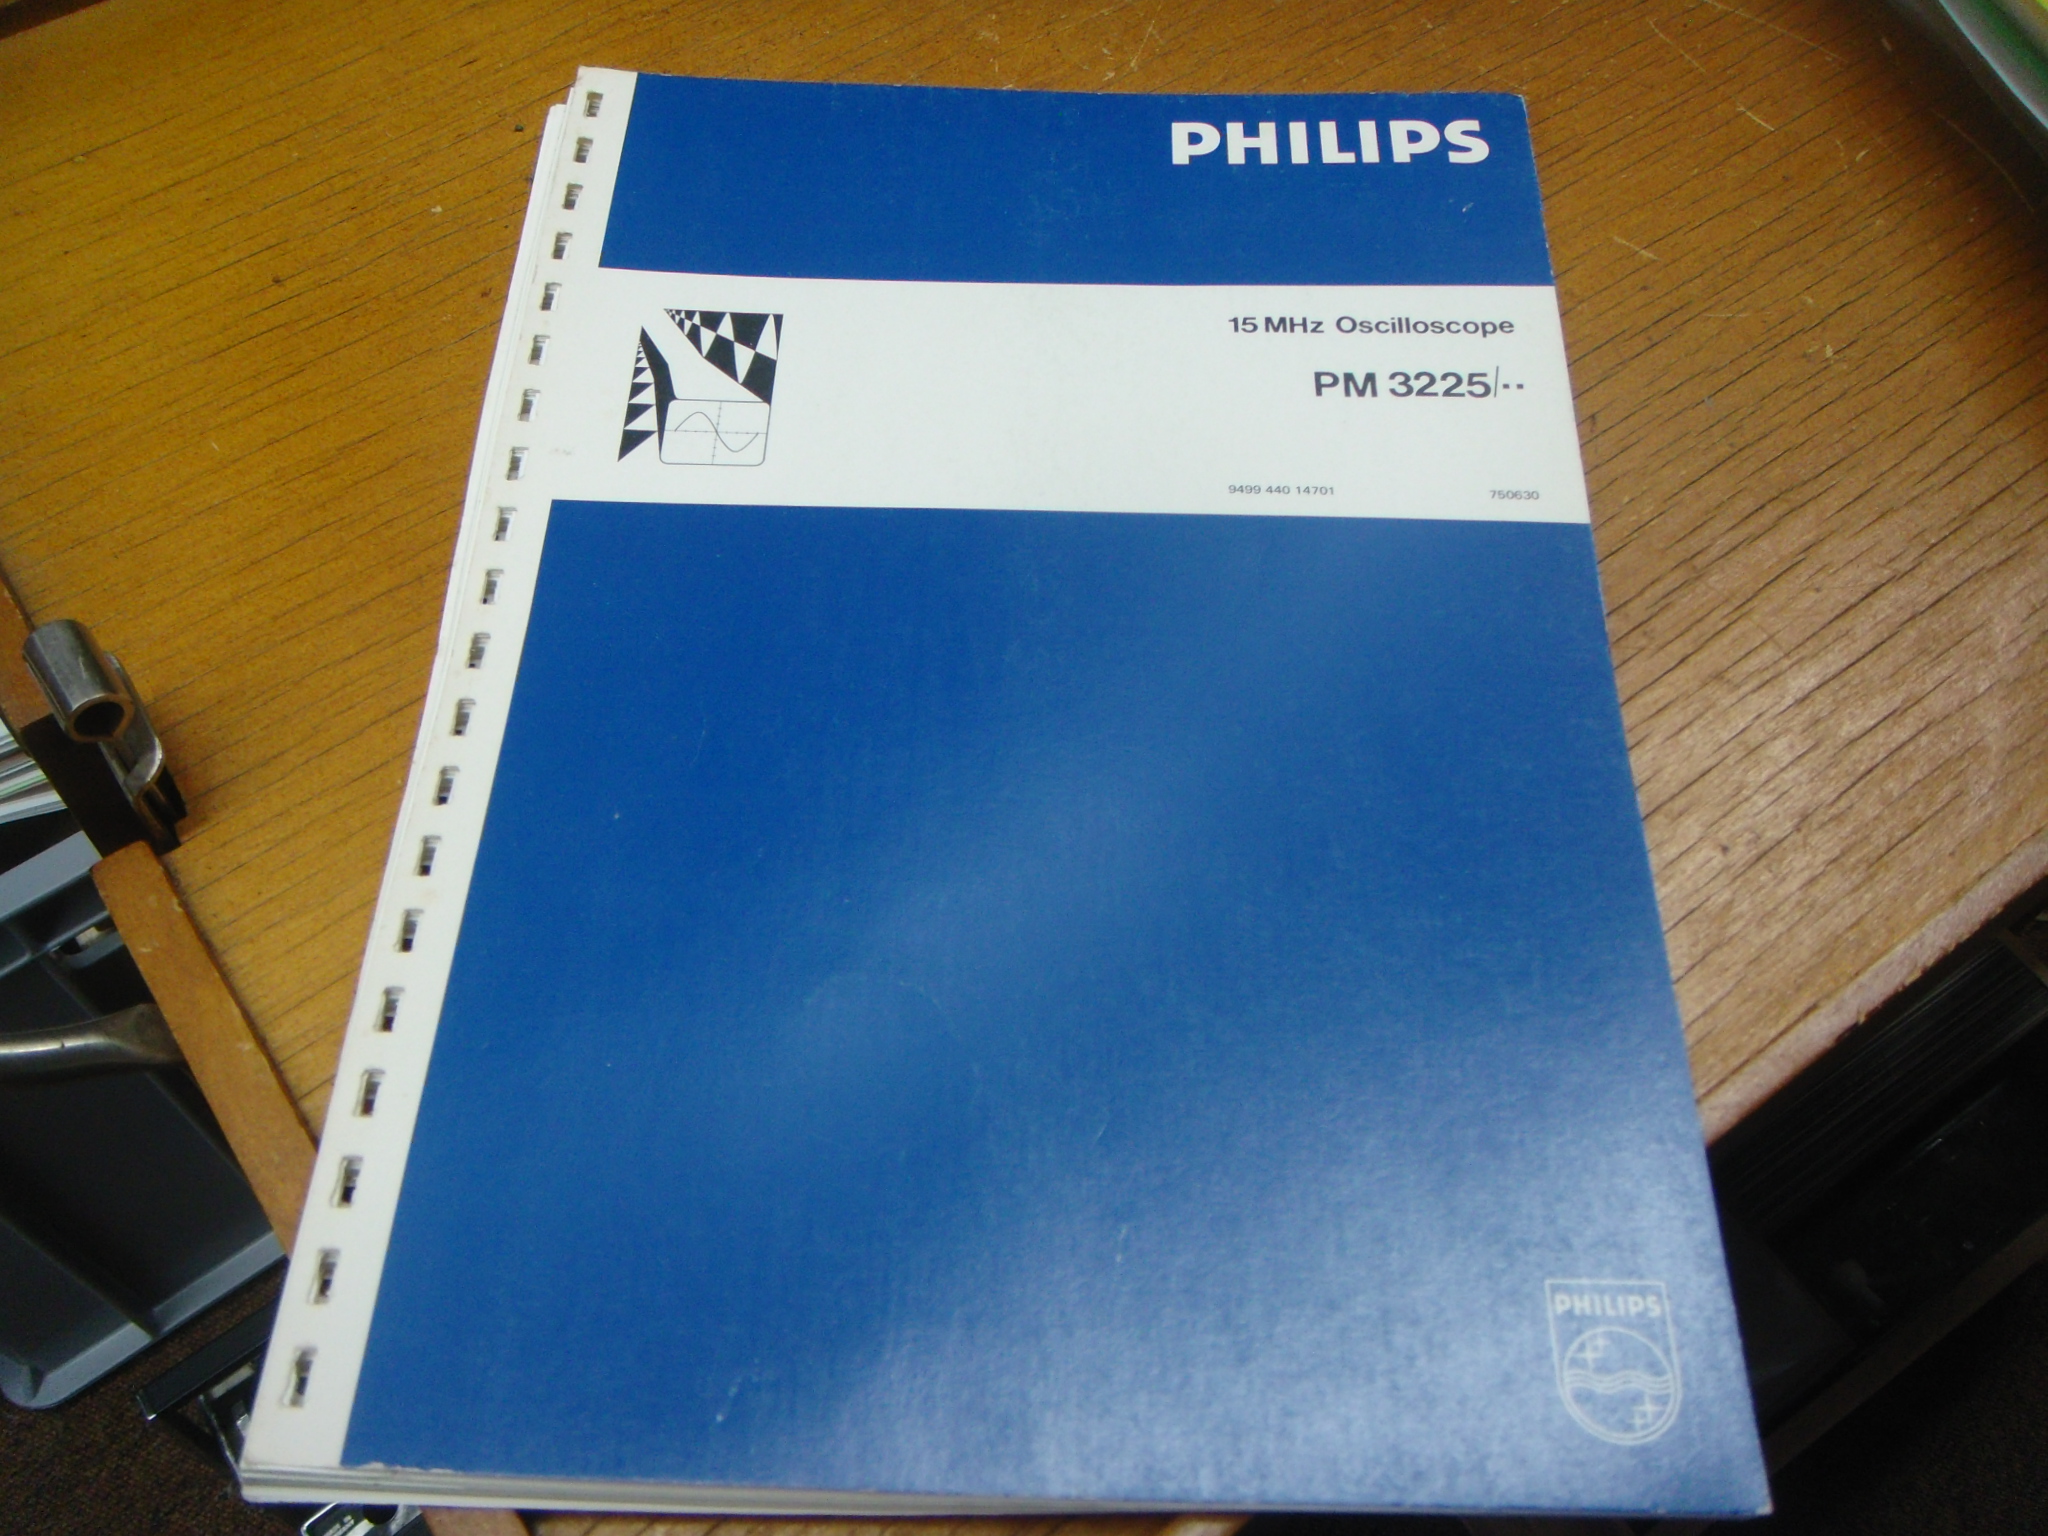 PHILIPS
15 MHz Oscilloscope
PM 3225/··
9499 440 14701 750630
PHILIPS